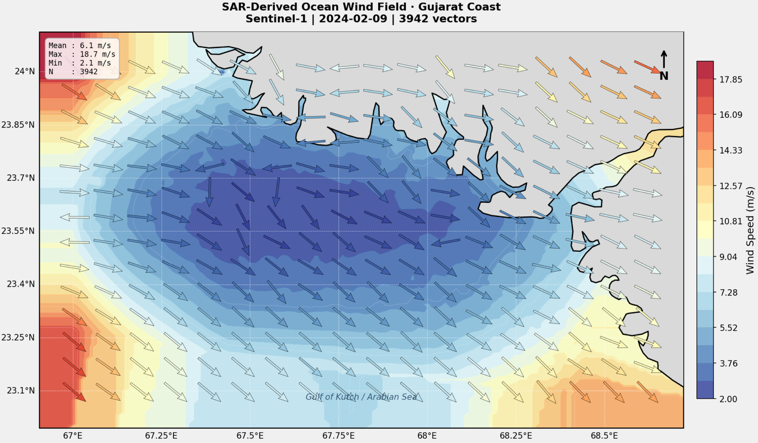 SAR-Derived Ocean Wind Field · Gujarat Coast
Sentinel-1 | 2024-02-09 | 3942 vectors
Mean : 6.1 m/s
Max : 18.7 m/s
Min : 2.1 m/s
N : 3942
N
24°N
23.85°N
23.7°N
23.55°N
23.4°N
23.25°N
23.1°N
67°E
67.25°E
67.5°E
67.75°E
68°E
68.25°E
68.5°E
Gulf of Kutch / Arabian Sea
17.85
16.09
14.33
12.57
10.81
9.04
7.28
5.52
3.76
2.00
Wind Speed (m/s)